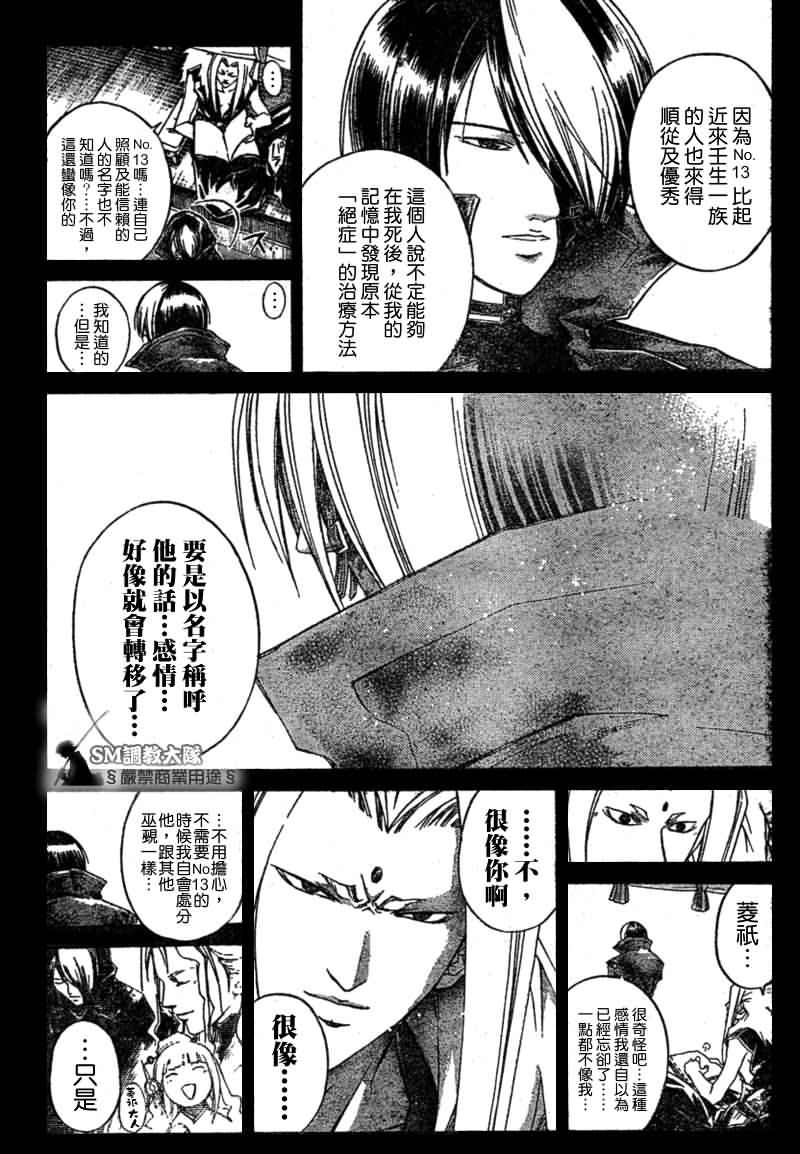 因為No.13比起
近來壬生一族
的人也來得
順從及優秀
這個人說不定能夠
在我死後，從我的
記憶中發現原本
「絕症」的治療方法
…
No.13嗎…連自己
照顧及能信賴的
人的名字也不
知道嗎？…不過，
這還蠻像你的
…
我知道的
…但是…
要是以名字稱呼
他的話…感情…
好像就會轉移了…
SM調教大隊
§嚴禁商業用途§
菱祇…
很奇怪吧…這種
感情我還自以為
已經忘卻了……
一點都不像我…
……不，
很像你啊
很像……
…不用擔心，
不需要No13的
時候我自會處分
他，跟其他
巫覡一樣…
…只是
菱祇大人